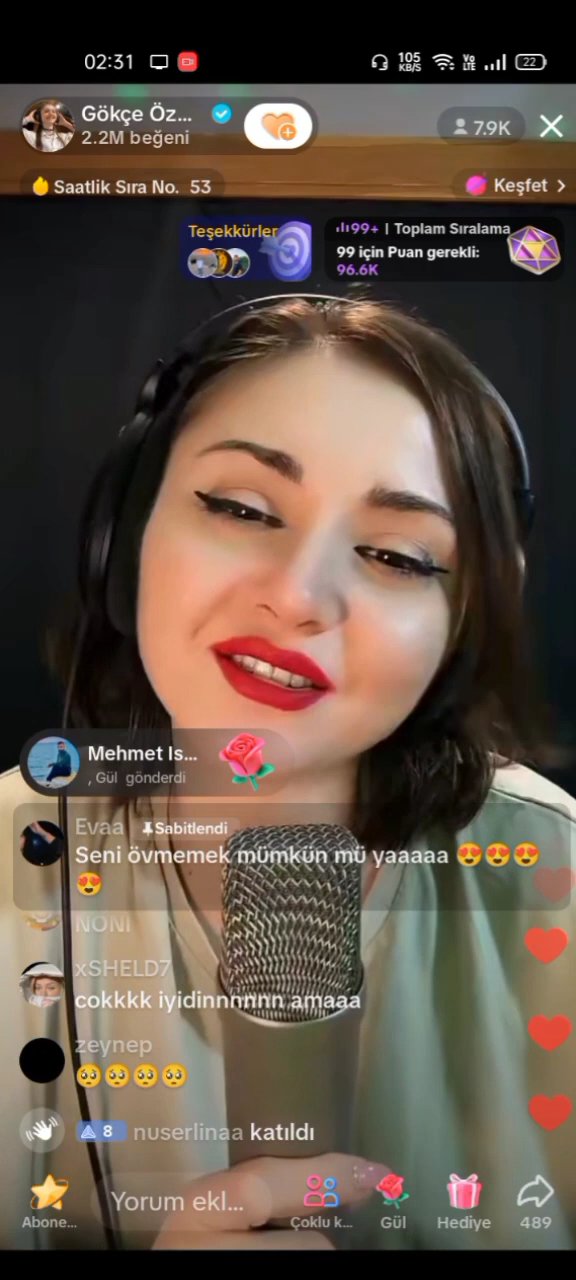 02:31
105
KB/S
Vo
LTE
22
Gökçe Öz...
2.2M beğeni
7.9K
Saatlik Sıra No. 53
Keşfet
Teşekkürler
99+ | Toplam Sıralama
99 için Puan gerekli:
96.6K
Mehmet Is...
, Gül gönderdi
Evaa Sabitlendi
Seni övmemek mümkün mü yaaaaa 😍😍😍
😍
NONI
xSHELD7
cokkkk iyidinnnnnn amaaa
zeynep
🥺🥺🥺🥺
8 nuserlinaa katıldı
Yorum ekl...
Abone...
Çoklu k...
Gül
Hediye
489